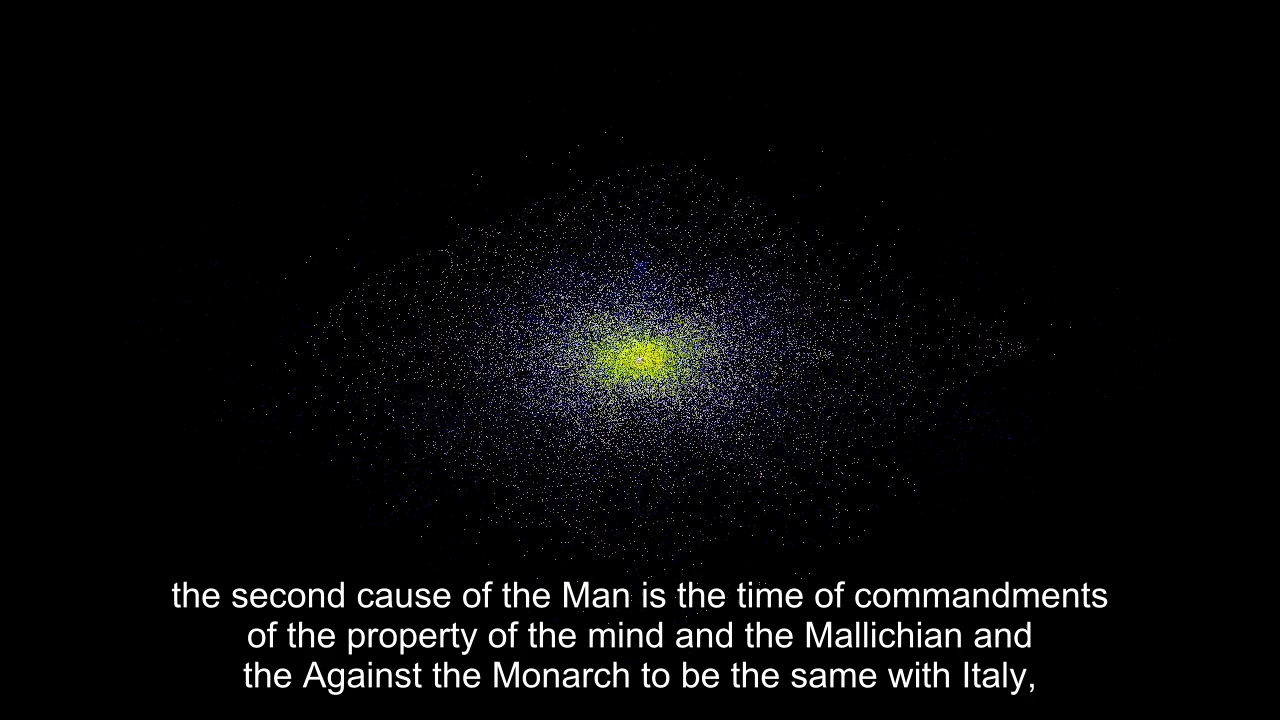 the second cause of the Man is the time of commandments
of the property of the mind and the Mallichian and
the Against the Monarch to be the same with Italy,